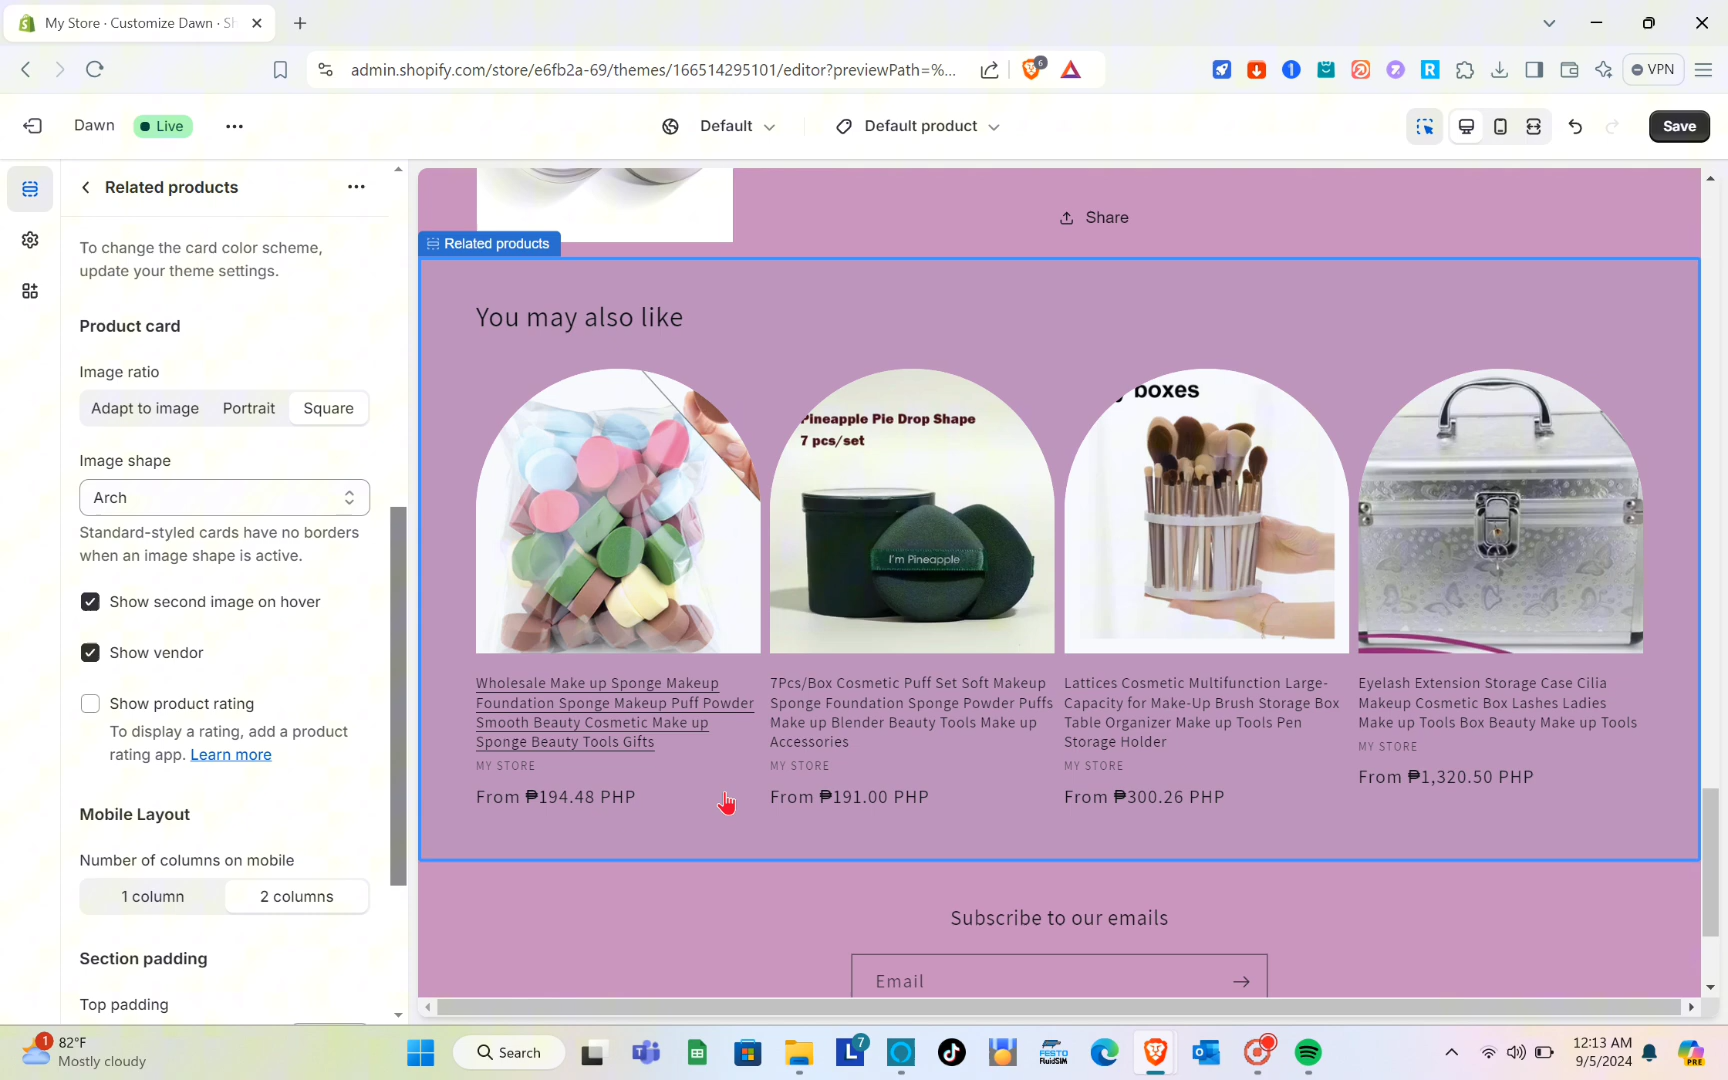 My Store · Customize Dawn · Sh
admin.shopify.com/store/e6fb2a-69/themes/166514295101/editor?previewPath=%...
6
VPN
Dawn
Live
Default
Default product
Save
Related products
To change the card color scheme,
update your theme settings.
Product card
Image ratio
Adapt to image
Portrait
Square
Image shape
Arch
Standard-styled cards have no borders
when an image shape is active.
Show second image on hover
Show vendor
Show product rating
To display a rating, add a product
rating app. Learn more
Mobile Layout
Number of columns on mobile
1 column
2 columns
Section padding
Top padding
Share
Related products
You may also like
Pineapple Pie Drop Shape
7 pcs/set
I'm Pineapple
boxes
Wholesale Make up Sponge Makeup
Foundation Sponge Makeup Puff Powder
Smooth Beauty Cosmetic Make up
Sponge Beauty Tools Gifts
MY STORE
From ₱194.48 PHP
7Pcs/Box Cosmetic Puff Set Soft Makeup
Sponge Foundation Sponge Powder Puffs
Make up Blender Beauty Tools Make up
Accessories
MY STORE
From ₱191.00 PHP
Lattices Cosmetic Multifunction Large-
Capacity for Make-Up Brush Storage Box
Table Organizer Make up Tools Pen
Storage Holder
MY STORE
From ₱300.26 PHP
Eyelash Extension Storage Case Cilia
Makeup Cosmetic Box Lashes Ladies
Make up Tools Box Beauty Make up Tools
MY STORE
From ₱1,320.50 PHP
Subscribe to our emails
Email
1
82°F
Mostly cloudy
Search
L
7
FESTO
FluidSIM
12:13 AM
9/5/2024
PRE